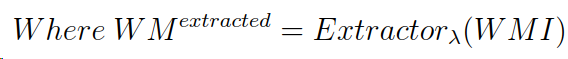 Where WM^{extracted} = Extractor_λ(WMI)